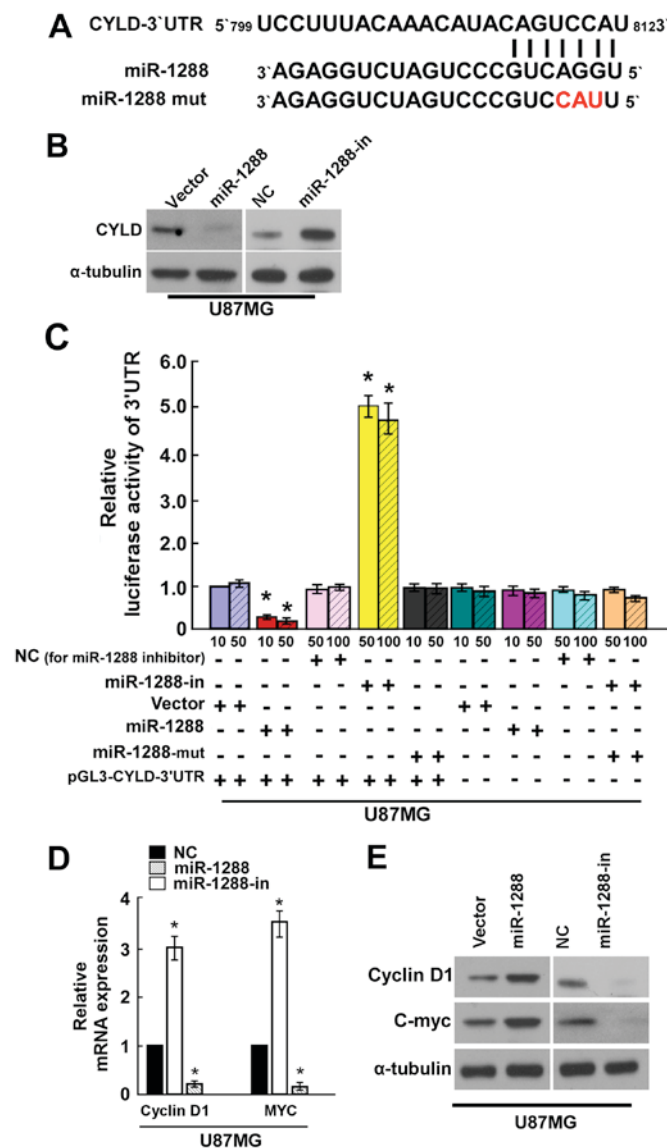 A
CYLD-3`UTR 5`799 UCCUUUACAAACAUACAGUCCAU 8123`
miR-1288 3`AGAGGUCUAGUCCCGUCAGGU 5`
miR-1288 mut 3`AGAGGUCUAGUCCCGUCCAUU 5`
B
Vector miR-1288 NC miR-1288-in
CYLD
α-tubulin
U87MG
C
Relative
luciferase activity of 3'UTR
6.0
5.0
4.0
3.0
2.0
1.0
0
* * * *
10 50 10 50 50 100 50 100 10 50 10 50 10 50 50 100 50 100
NC (for miR-1288 inhibitor) - - - - + + - - - - - - - - + + - -
miR-1288-in - - - - - - + + - - - - - - - - + +
Vector + + - - - - - - - - + + - - - - - -
miR-1288 - - + + - - - - - - - - + + - - - -
miR-1288-mut - - - - - - - - + + - - - - - - + +
pGL3-CYLD-3'UTR + + + + + + + + + + - - - - - - - -
U87MG
D
NC
miR-1288
miR-1288-in
Relative
mRNA expression
4
3
2
1
0
* * * *
Cyclin D1 MYC
U87MG
E
Vector miR-1288 NC miR-1288-in
Cyclin D1
C-myc
α-tubulin
U87MG